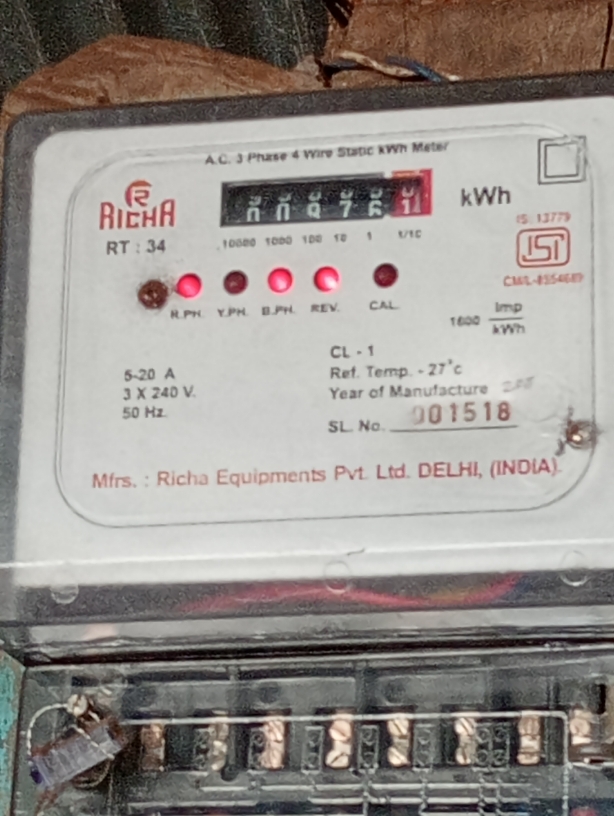 A.C. 3 Phase 4 Wire Static kWh Meter
RICHA
kWh
RT : 34
10000 1000 100 10 1 1/10
IS: 13779
ISI
R.PH. Y.PH. B.PH. REV. CAL.
1600 Imp
kWh
CL - 1
5-20 A
Ref. Temp. - 27°c
3 X 240 V.
Year of Manufacture
50 Hz.
SL. No. 001518
Mfrs. : Richa Equipments Pvt. Ltd. DELHI, (INDIA).